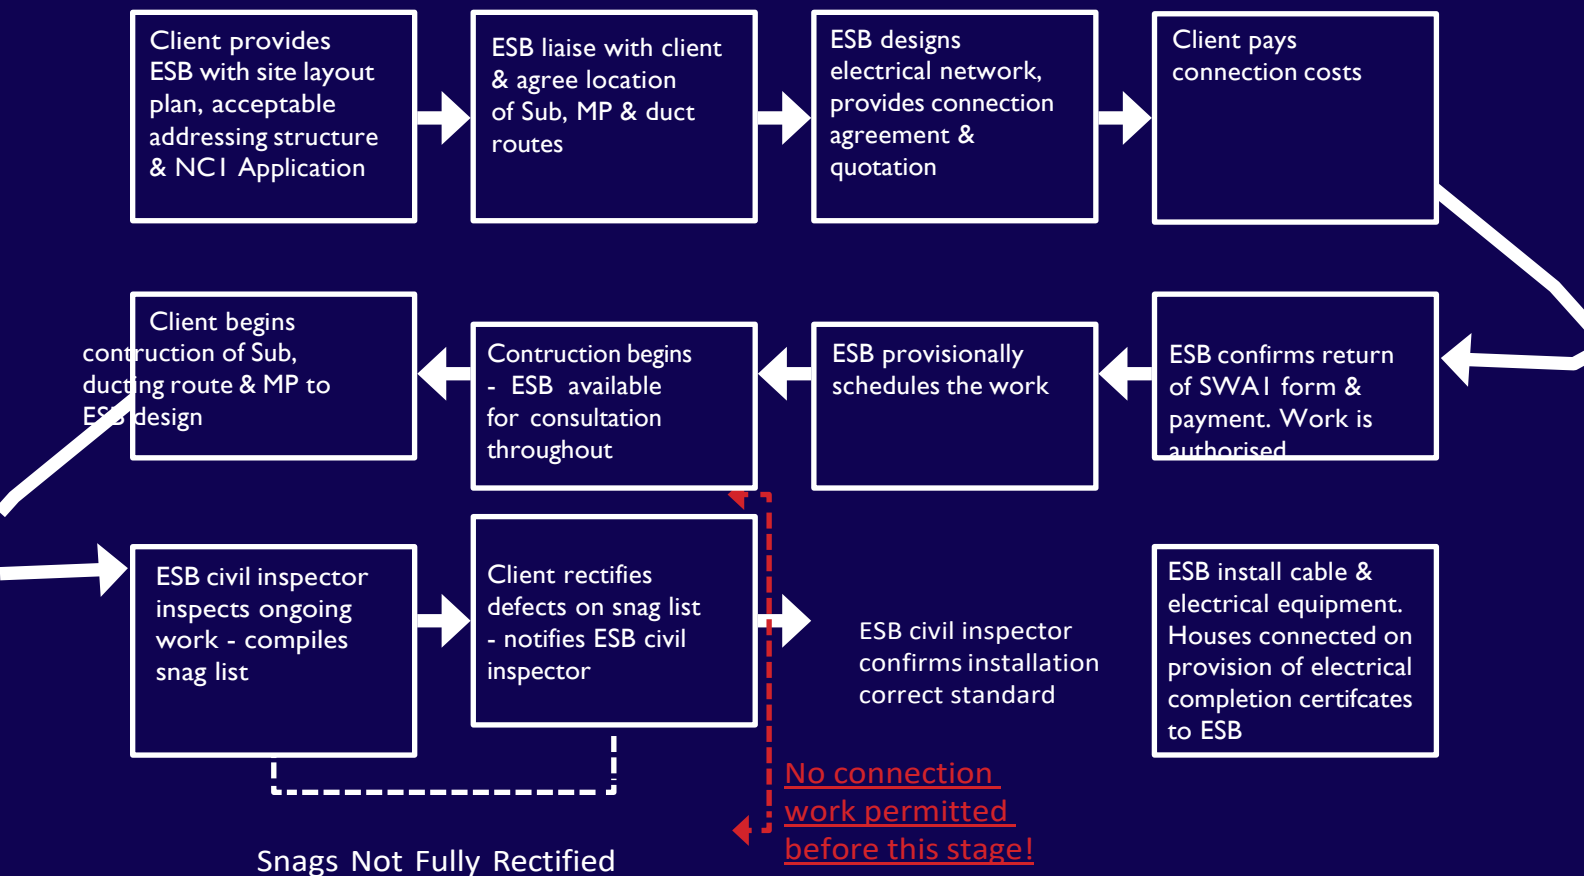 Client provides
ESB with site layout
plan, acceptable
addressing structure
& NC1 Application
ESB liaise with client
& agree location
of Sub, MP & duct
routes
ESB designs
electrical network,
provides connection
agreement &
quotation
Client pays
connection costs
Client begins
contruction of Sub,
ducting route & MP to
ESB design
Contruction begins
- ESB available
for consultation
throughout
ESB provisionally
schedules the work
ESB confirms return
of SWA1 form &
payment. Work is
authorised
ESB civil inspector
inspects ongoing
work - compiles
snag list
Client rectifies
defects on snag list
- notifies ESB civil
inspector
ESB civil inspector
confirms installation
correct standard
ESB install cable &
electrical equipment.
Houses connected on
provision of electrical
completion certifcates
to ESB
No connection
work permitted
before this stage!
Snags Not Fully Rectified